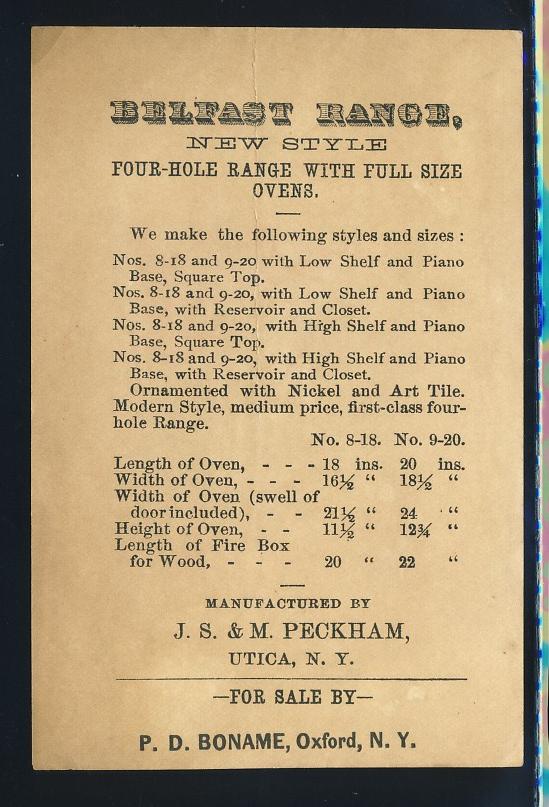 BELFAST RANGE,
NEW STYLE
FOUR-HOLE RANGE WITH FULL SIZE
OVENS.
We make the following styles and sizes :
Nos. 8-18 and 9-20 with Low Shelf and Piano
Base, Square Top.
Nos. 8-18 and 9-20, with Low Shelf and Piano
Base, with Reservoir and Closet.
Nos. 8-18 and 9-20, with High Shelf and Piano
Base, Square Top.
Nos. 8-18 and 9-20, with High Shelf and Piano
Base, with Reservoir and Closet.
Ornamented with Nickel and Art Tile.
Modern Style, medium price, first-class four-
hole Range.
No. 8-18. No. 9-20.
Length of Oven, - - - 18 ins. 20 ins.
Width of Oven, - - - 16½ “ 18½ “
Width of Oven (swell of
door included), - - 21½ “ 24 “
Height of Oven, - - 11½ “ 12¾ “
Length of Fire Box
for Wood, - - - 20 “ 22 “
MANUFACTURED BY
J. S. & M. PECKHAM,
UTICA, N. Y.
—FOR SALE BY—
P. D. BONAME, Oxford, N. Y.